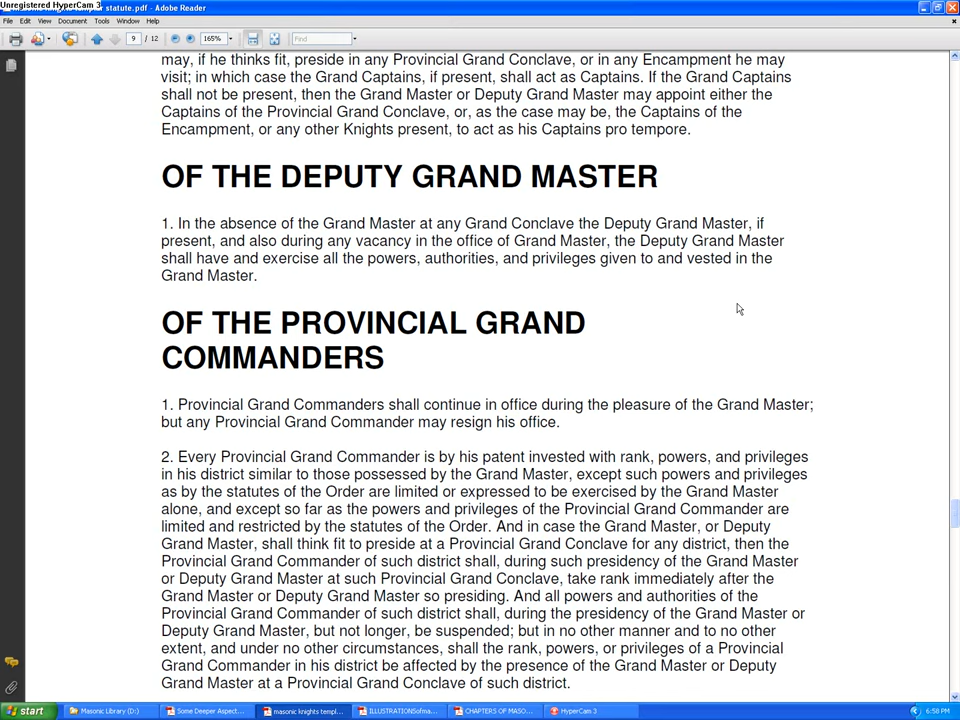 Unregistered HyperCam 3
statute.pdf - Adobe Reader
File Edit View Document Tools Window Help
9 / 12 165% Find
may, if he thinks fit, preside in any Provincial Grand Conclave, or in any Encampment he may
visit; in which case the Grand Captains, if present, shall act as Captains. If the Grand Captains
shall not be present, then the Grand Master or Deputy Grand Master may appoint either the
Captains of the Provincial Grand Conclave, or, as the case may be, the Captains of the
Encampment, or any other Knights present, to act as his Captains pro tempore.
OF THE DEPUTY GRAND MASTER
1. In the absence of the Grand Master at any Grand Conclave the Deputy Grand Master, if
present, and also during any vacancy in the office of Grand Master, the Deputy Grand Master
shall have and exercise all the powers, authorities, and privileges given to and vested in the
Grand Master.
OF THE PROVINCIAL GRAND
COMMANDERS
1. Provincial Grand Commanders shall continue in office during the pleasure of the Grand Master;
but any Provincial Grand Commander may resign his office.
2. Every Provincial Grand Commander is by his patent invested with rank, powers, and privileges
in his district similar to those possessed by the Grand Master, except such powers and privileges
as by the statutes of the Order are limited or expressed to be exercised by the Grand Master
alone, and except so far as the powers and privileges of the Provincial Grand Commander are
limited and restricted by the statutes of the Order. And in case the Grand Master, or Deputy
Grand Master, shall think fit to preside at a Provincial Grand Conclave for any district, then the
Provincial Grand Commander of such district shall, during such presidency of the Grand Master
or Deputy Grand Master at such Provincial Grand Conclave, take rank immediately after the
Grand Master or Deputy Grand Master so presiding. And all powers and authorities of the
Provincial Grand Commander of such district shall, during the presidency of the Grand Master or
Deputy Grand Master, but not longer, be suspended; but in no other manner and to no other
extent, and under no other circumstances, shall the rank, powers, or privileges of a Provincial
Grand Commander in his district be affected by the presence of the Grand Master or Deputy
Grand Master at a Provincial Grand Conclave of such district.
start Masonic Library (D:) Some Deeper Aspect... masonic knights templ... ILLUSTRATIONSofma... CHAPTERS OF MASO... HyperCam 3 6:58 PM